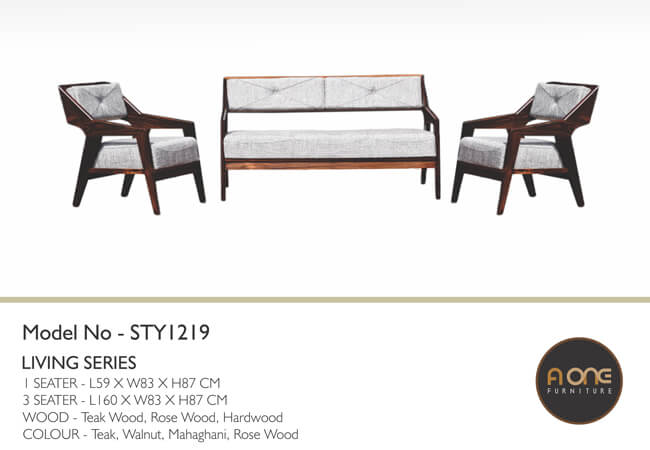 Model No - STY1219
LIVING SERIES
1 SEATER - L59 X W83 X H87 CM
3 SEATER - L160 X W83 X H87 CM
WOOD - Teak Wood, Rose Wood, Hardwood
COLOUR - Teak, Walnut, Mahaghani, Rose Wood
A ONE
FURNITURE